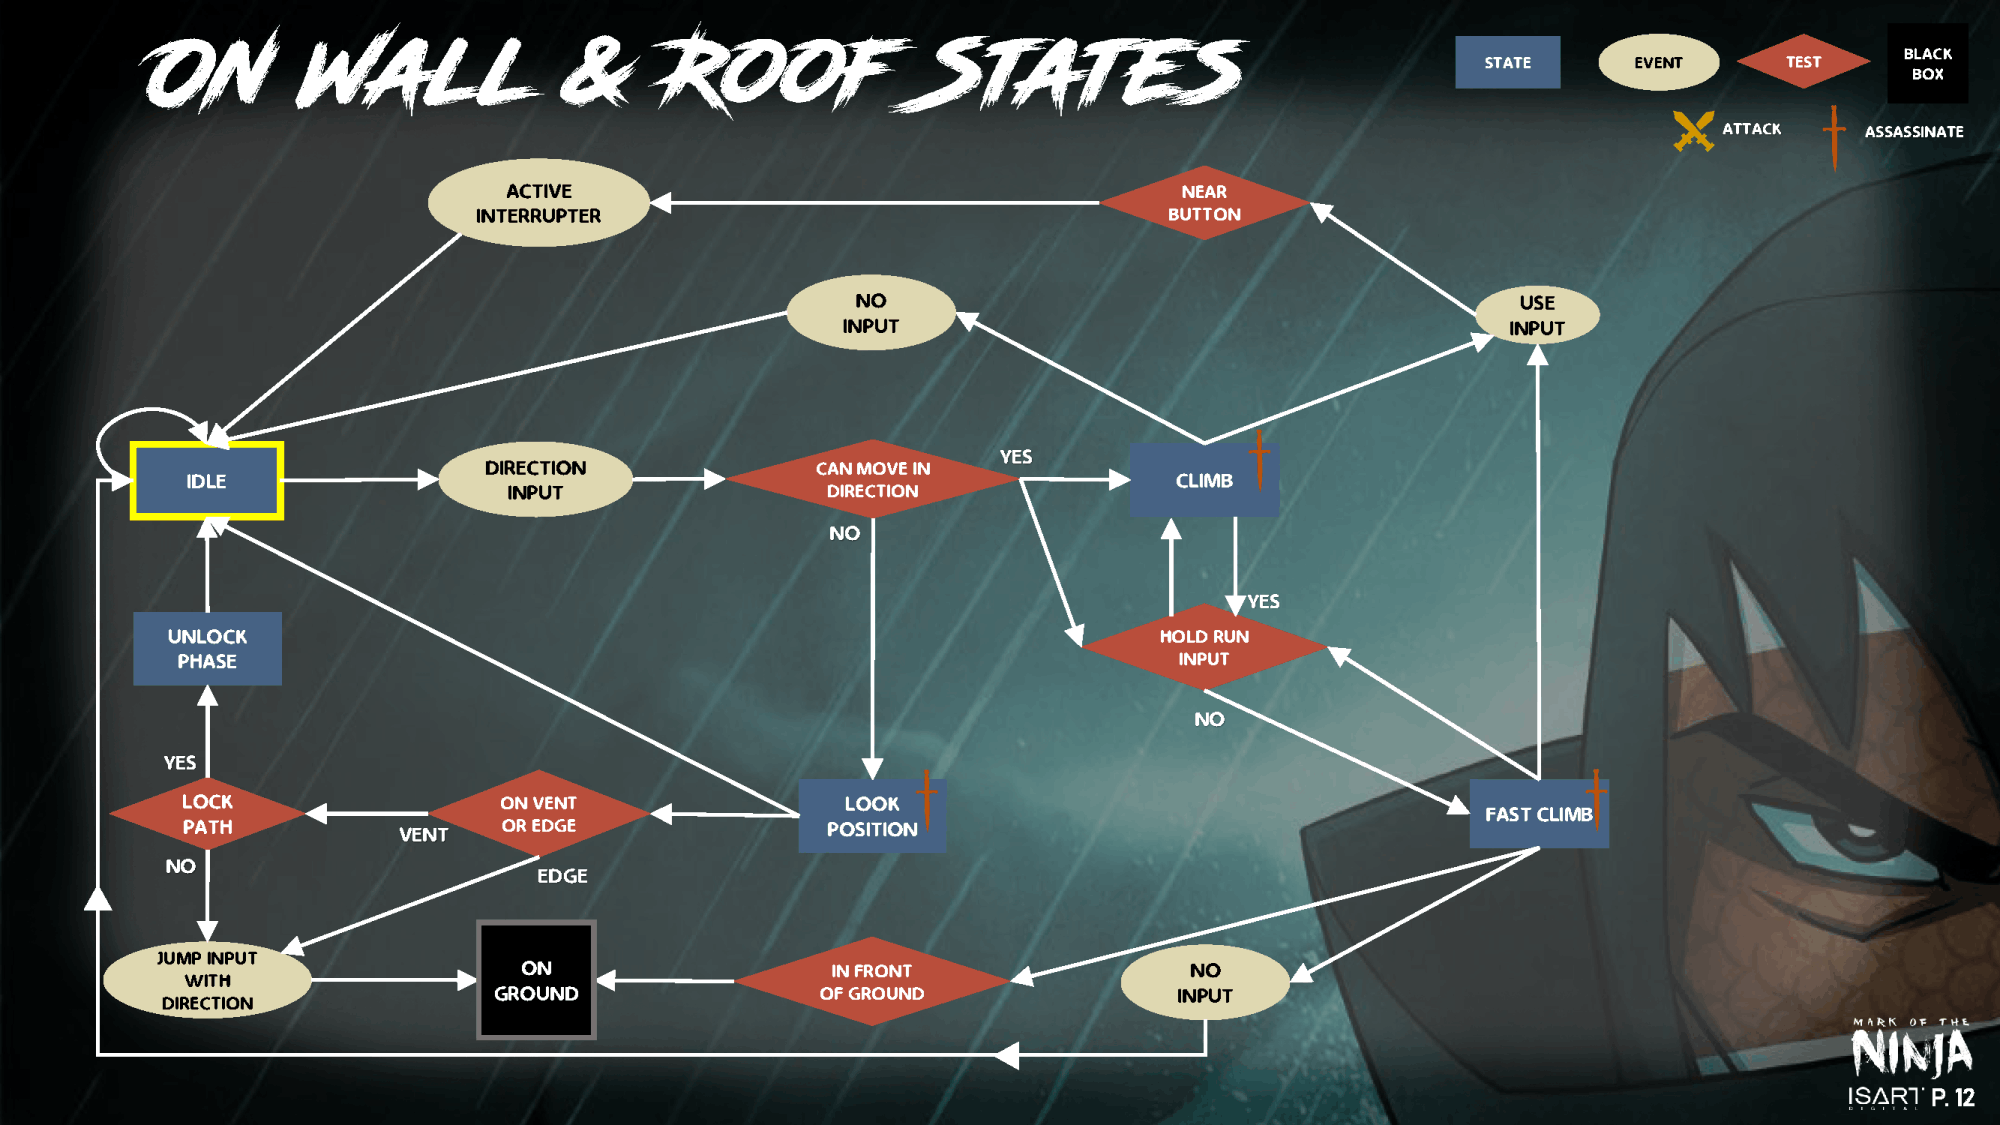 ON WALL & ROOF STATES
STATE
EVENT
TEST
BLACK
BOX
ATTACK
ASSASSINATE
ACTIVE
INTERRUPTER
NEAR
BUTTON
NO
INPUT
USE
INPUT
IDLE
DIRECTION
INPUT
CAN MOVE IN
DIRECTION
YES
CLIMB
NO
YES
HOLD RUN
INPUT
NO
UNLOCK
PHASE
YES
LOCK
PATH
NO
VENT
ON VENT
OR EDGE
EDGE
LOOK
POSITION
FAST CLIMB
JUMP INPUT
WITH
DIRECTION
ON
GROUND
IN FRONT
OF GROUND
NO
INPUT
MARK OF THE
NINJA
ISART P. 12
DIGITAL